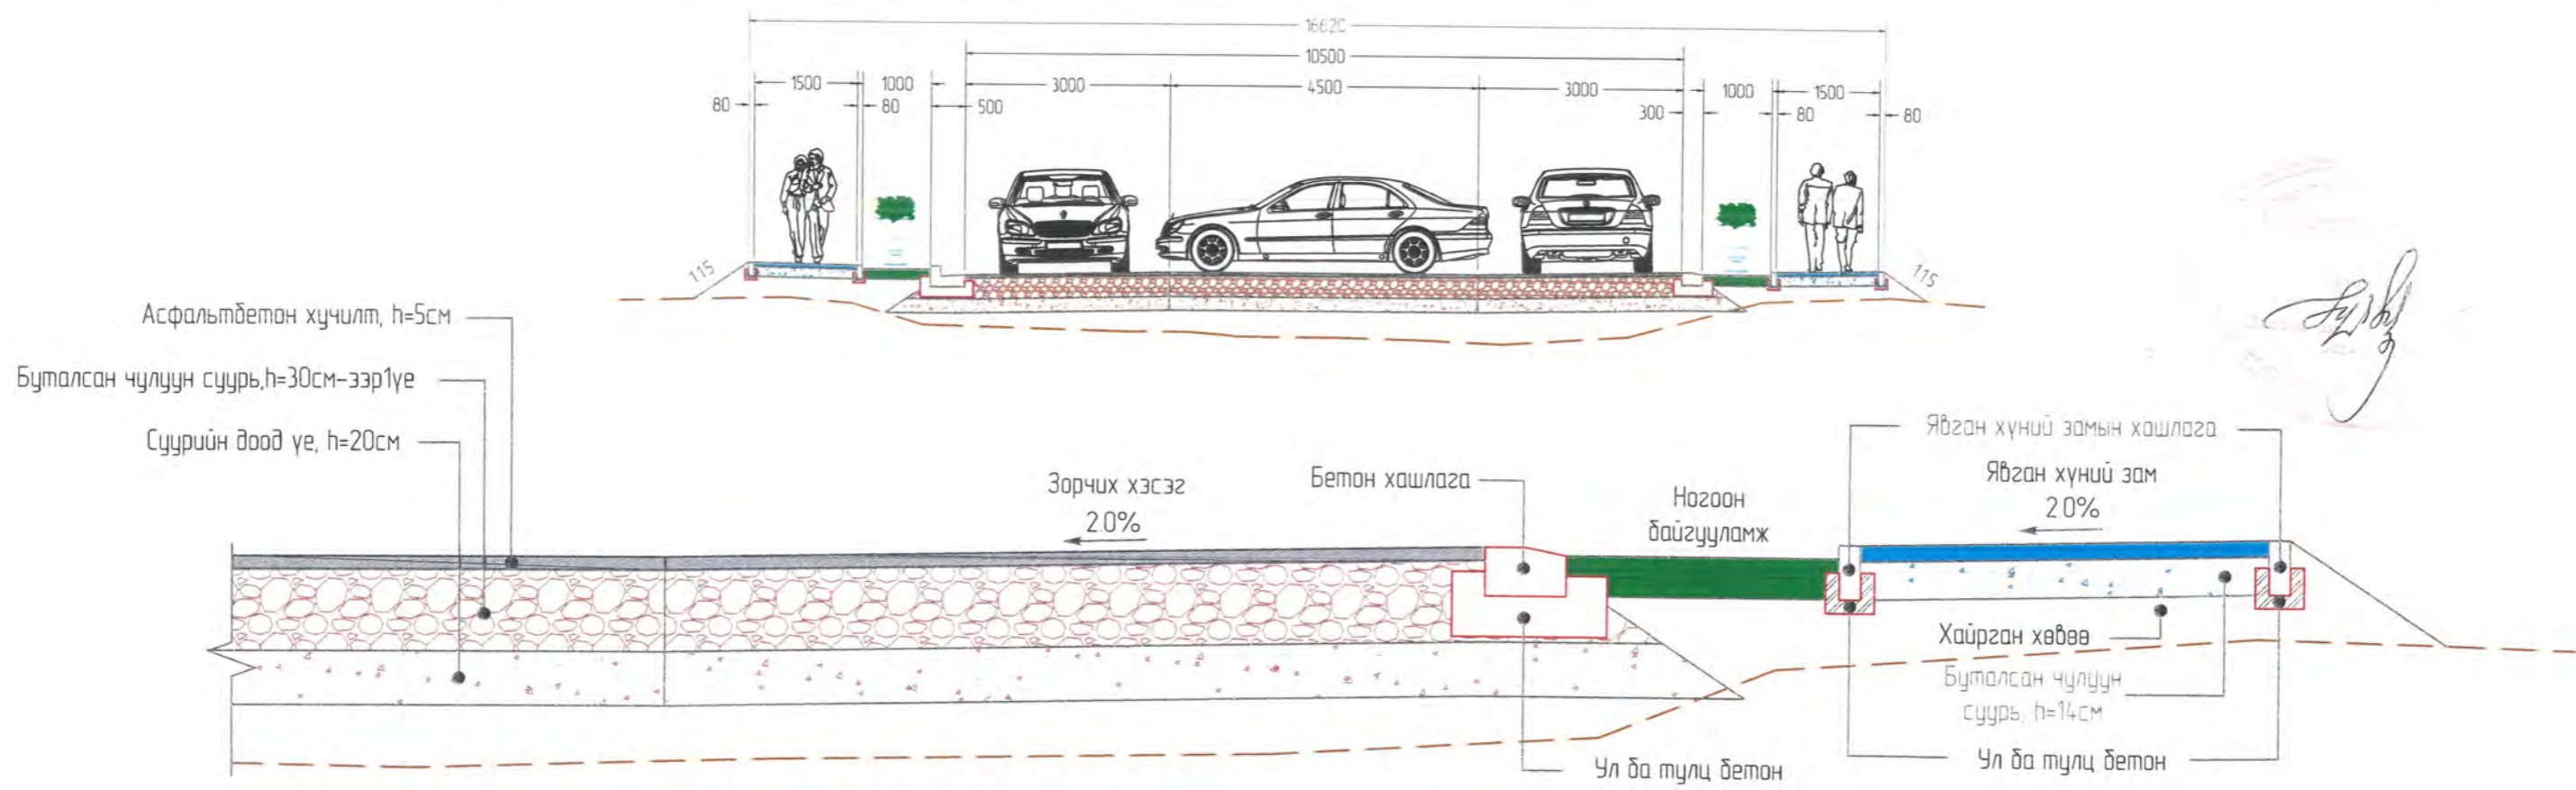 16620
10500
1500 1000 3000 4500 3000 1000 1500
80 80 500 300 80 80
115 115
Асфальтбетон хучилт, h=5см
Буталсан чулуун суурь,h=30см-ээр1үе
Суурийн доод үе, h=20см
Зорчих хэсэг
2.0%
Бетон хашлага
Ногоон
байгууламж
Явган хүний замын хашлага
Явган хүний зам
2.0%
Хайрган хөвөө
Буталсан чулуун
суурь, h=14см
Ул ба тулц бетон
Ул ба тулц бетон